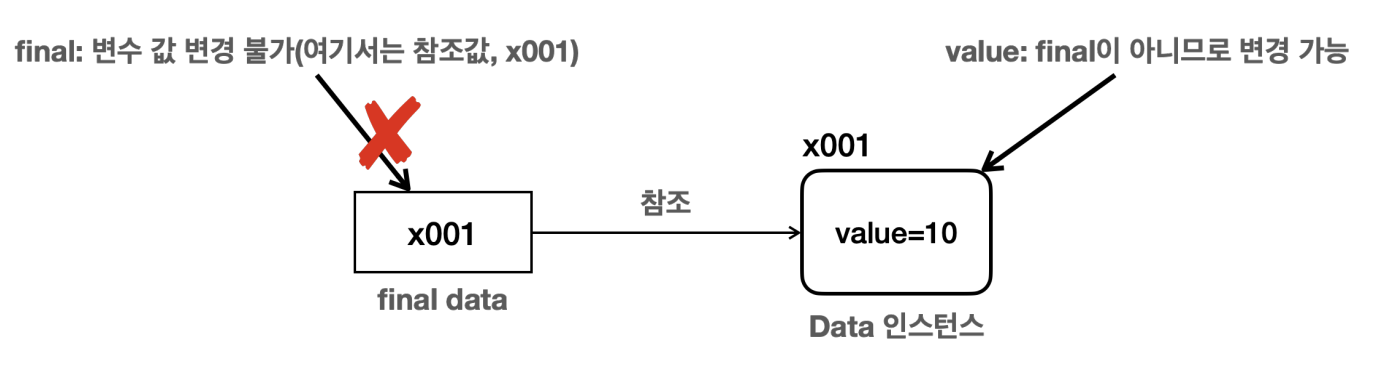 final: 변수 값 변경 불가(여기서는 참조값, x001)
value: final이 아니므로 변경 가능
x001
참조
x001
value=10
final data
Data 인스턴스